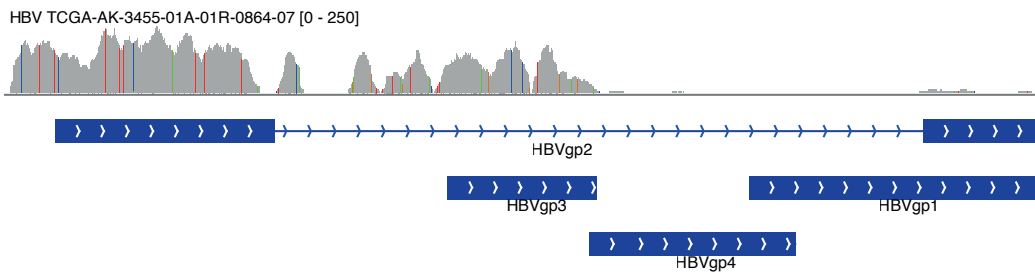 HBV TCGA-AK-3455-01A-01R-0864-07 [0 - 250]
HBVgp2
HBVgp3
HBVgp1
HBVgp4